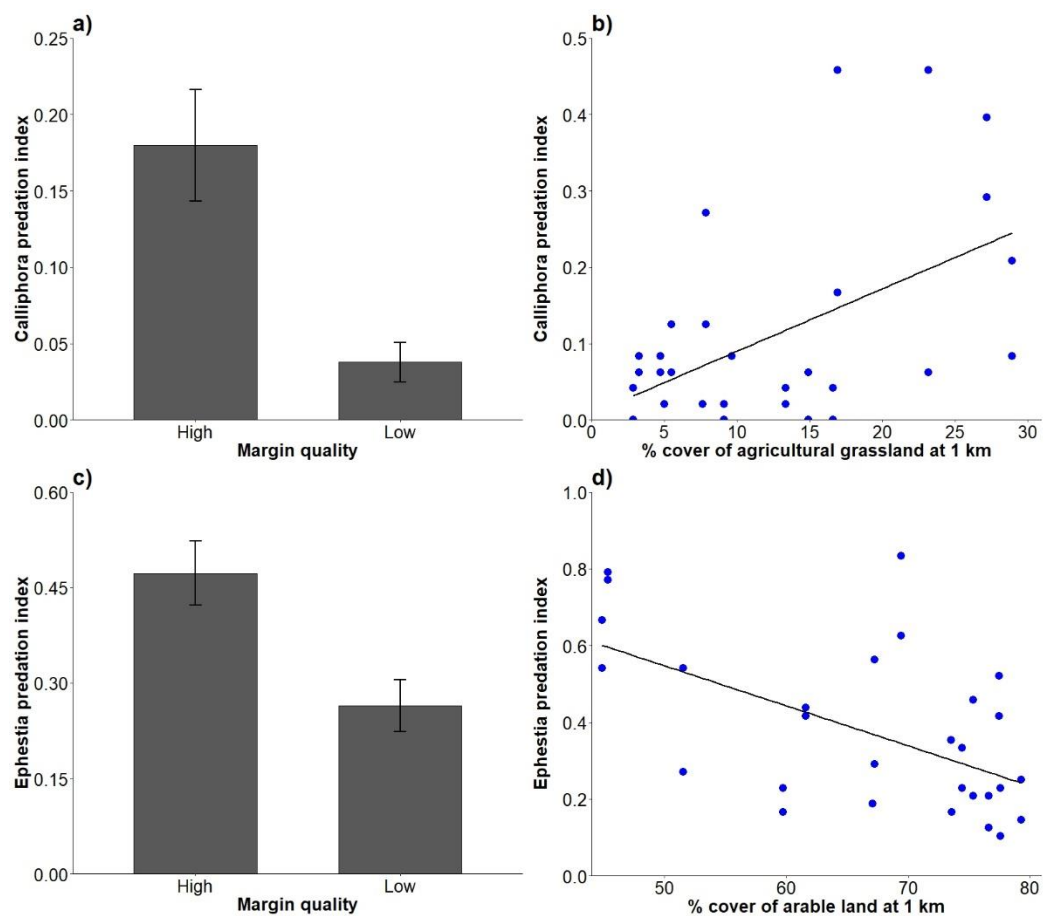 a)
Calliphora predation index
0.25
0.20
0.15
0.10
0.05
0.00
High Low
Margin quality
b)
Calliphora predation index
0.5
0.4
0.3
0.2
0.1
0.0
0 5 10 15 20 25 30
% cover of agricultural grassland at 1 km
c)
Ephestia predation index
0.60
0.45
0.30
0.15
0.00
High Low
Margin quality
d)
Ephestia predation index
1.0
0.8
0.6
0.4
0.2
0.0
50 60 70 80
% cover of arable land at 1 km